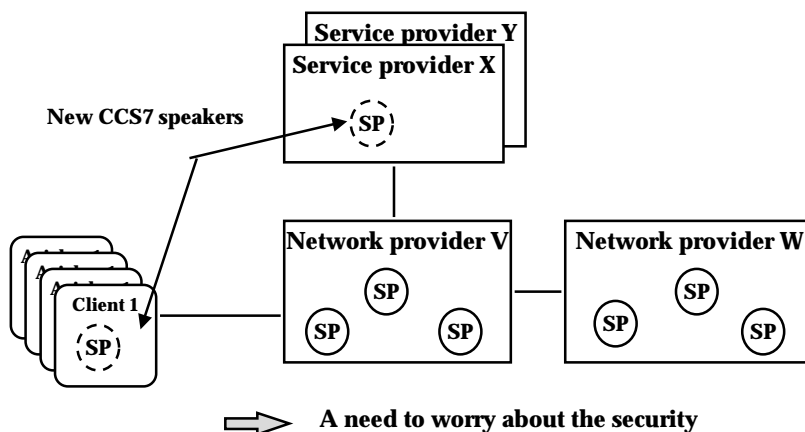 Service provider Y
Service provider X
New CCS7 speakers
SP
Network provider V
Network provider W
SP
SP
SP
SP
SP
SP
Client 1
SP
A need to worry about the security